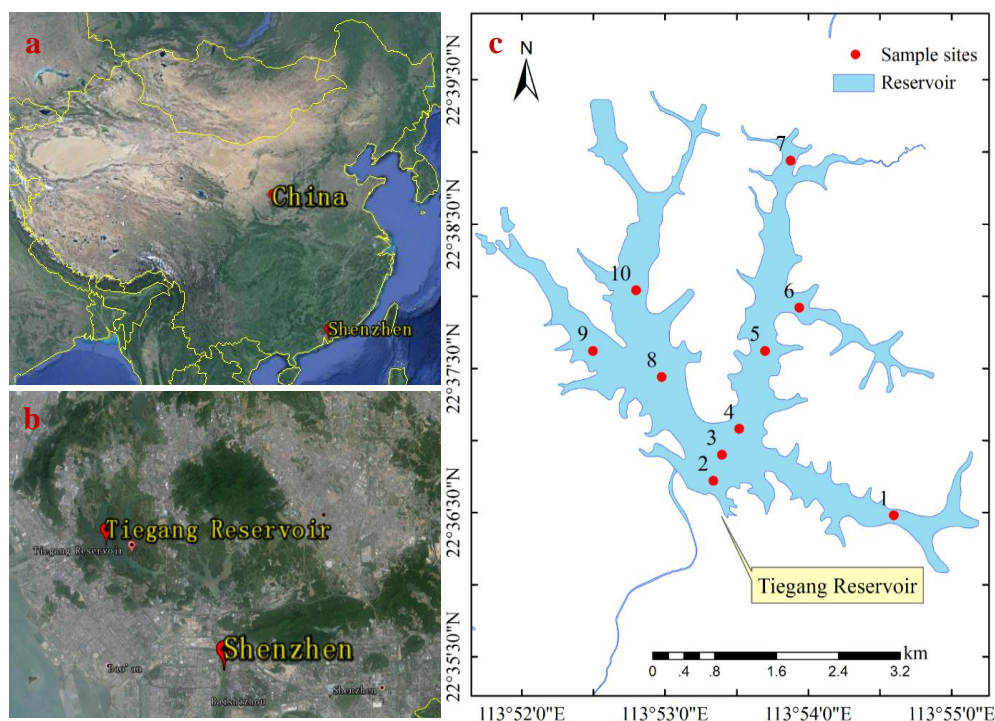 a
China
Shenzhen
b
Tiegang Reservoir
Tiegang Reservoir
Shenzhen
Bao'an
Baishizhou
Shenzhen
c
N
Sample sites
Reservoir
7
10
6
9
5
8
4
3
2
1
Tiegang Reservoir
km
0 .4 .8 1.6 2.4 3.2
22°39'30"N
22°38'30"N
22°37'30"N
22°36'30"N
22°35'30"N
113°52'0"E 113°53'0"E 113°54'0"E 113°55'0"E